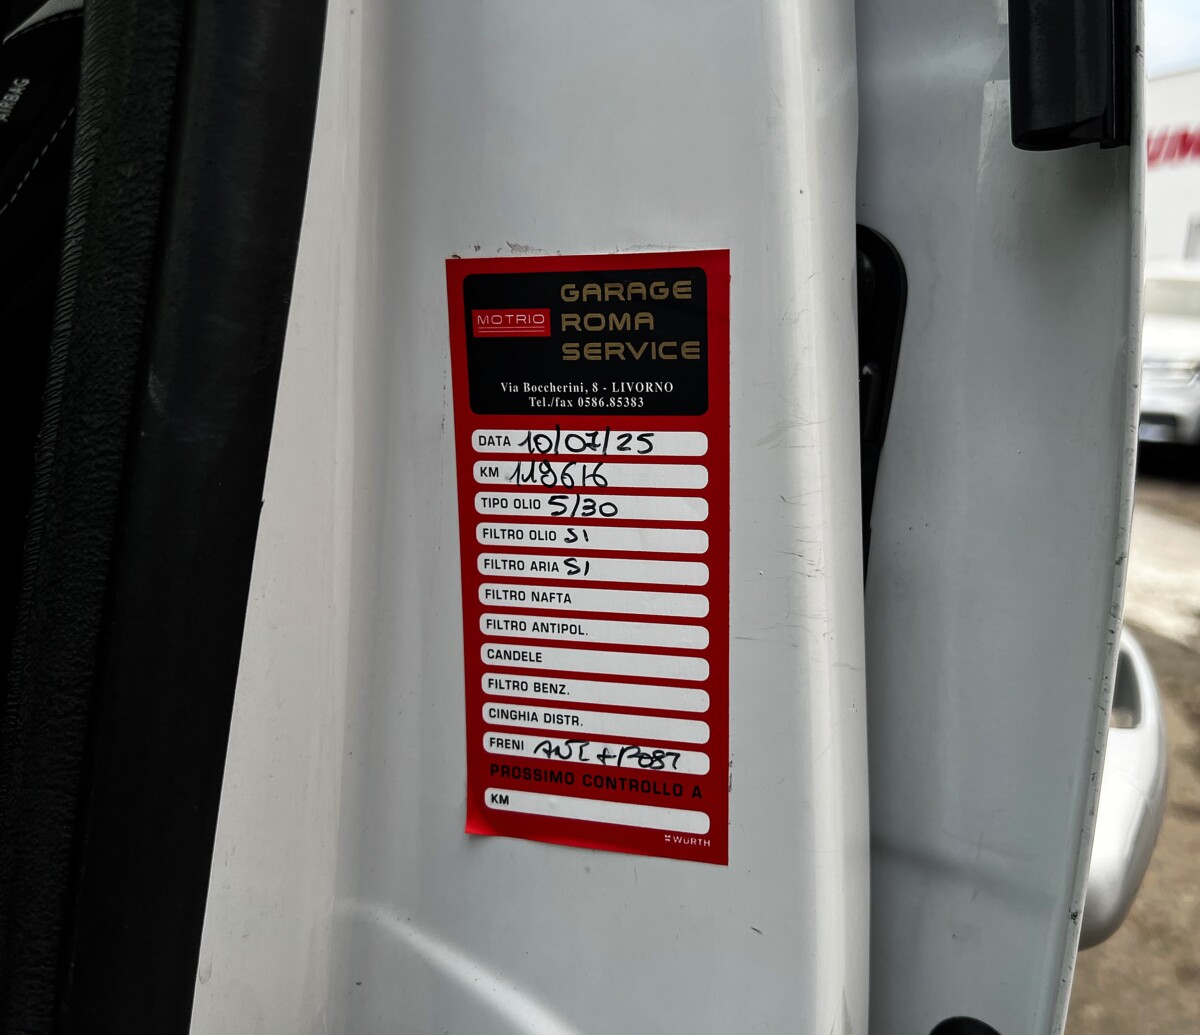 AIRBAG
GARAGE
MOTRIO
ROMA
SERVICE
Via Boccherini, 8 - LIVORNO
Tel./fax 0586.85383
DATA 10/07/25
KM 119616
TIPO OLIO 5/30
FILTRO OLIO SI
FILTRO ARIA SI
FILTRO NAFTA
FILTRO ANTIPOL.
CANDELE
FILTRO BENZ.
CINGHIA DISTR.
FRENI ANT + POST
PROSSIMO CONTROLLO A
KM
WÜRTH